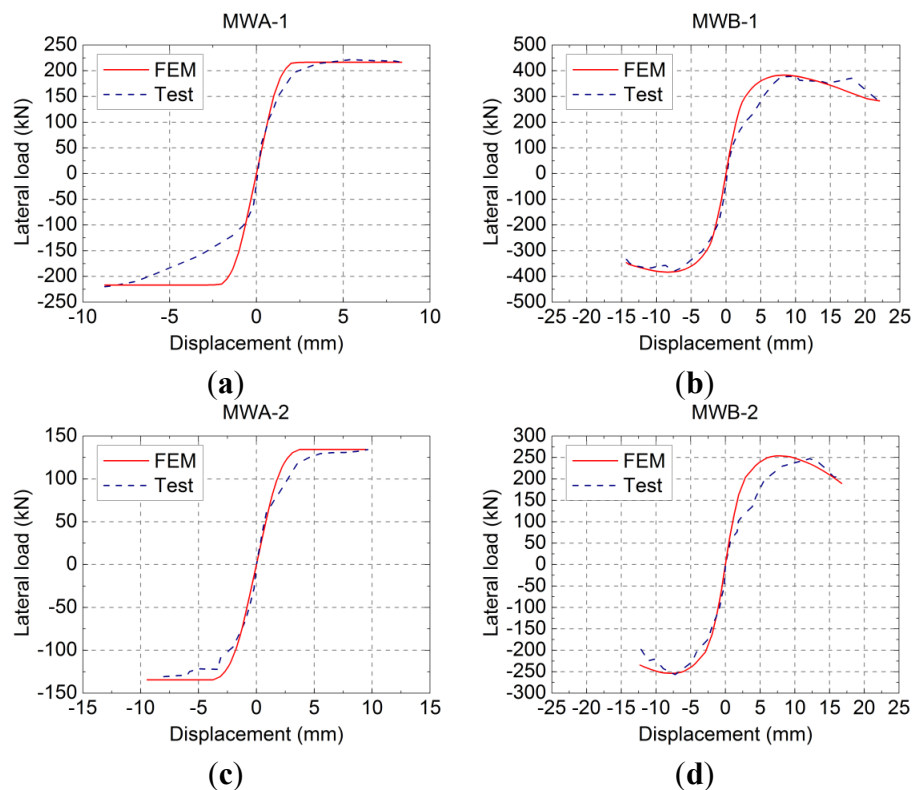 MWA-1
250
200
150
100
50
0
-50
-100
-150
-200
-250
Lateral load (kN)
FEM
Test
-10 -5 0 5 10
Displacement (mm)
(a)
MWB-1
500
400
300
200
100
0
-100
-200
-300
-400
-500
Lateral load (kN)
FEM
Test
-25 -20 -15 -10 -5 0 5 10 15 20 25
Displacement (mm)
(b)
MWA-2
150
100
50
0
-50
-100
-150
Lateral load (kN)
FEM
Test
-15 -10 -5 0 5 10 15
Displacement (mm)
(c)
MWB-2
300
250
200
150
100
50
0
-50
-100
-150
-200
-250
-300
Lateral load (kN)
FEM
Test
-25 -20 -15 -10 -5 0 5 10 15 20 25
Displacement (mm)
(d)